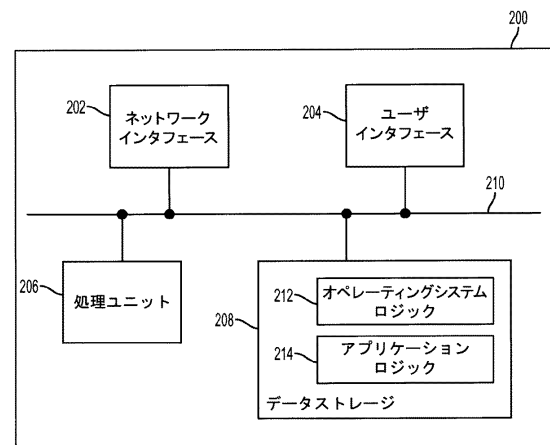 200
202
ネットワーク
インタフェース
204
ユーザ
インタフェース
210
206
処理ユニット
208
212
オペレーティングシステム
ロジック
214
アプリケーション
ロジック
データストレージ